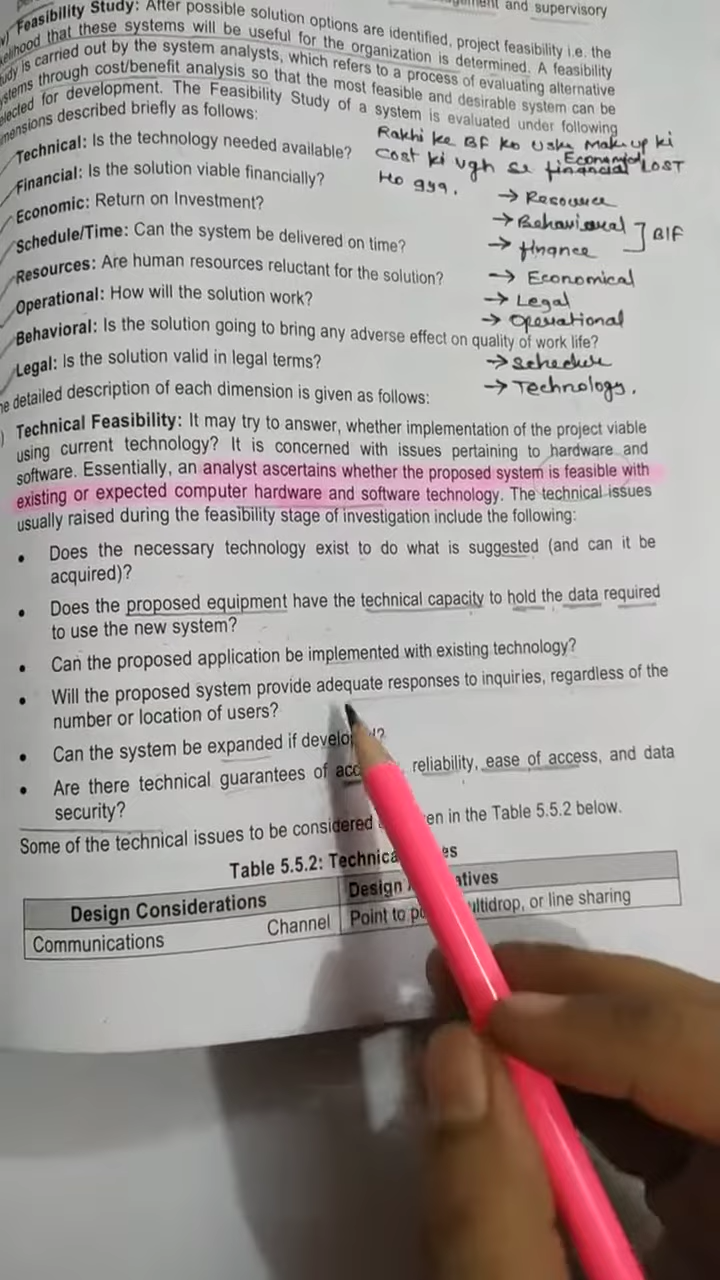 and supervisory
Feasibility Study: After possible solution options are identified, project feasibility i.e. the
that these systems will be useful for the organization is determined. A feasibility
is carried out by the system analysts, which refers to a process of evaluating alternative
through cost/benefit analysis so that the most feasible and desirable system can be
for development. The Feasibility Study of a system is evaluated under following
described briefly as follows:
Technical: Is the technology needed available?
Financial: Is the solution viable financially?
Economic: Return on Investment?
Schedule/Time: Can the system be delivered on time?
Resources: Are human resources reluctant for the solution?
Operational: How will the solution work?
Behavioral: Is the solution going to bring any adverse effect on quality of work life?
Legal: Is the solution valid in legal terms?
detailed description of each dimension is given as follows:
Rakhi ke BF ko uske makeup ki
cost ki se financial LOST
Ho gya.
Economical
→ Resource
→ Behavioural ] BIF
→ finance
→ Economical
→ Legal
→ Operational
→ schedule
→ Technology.
) Technical Feasibility: It may try to answer, whether implementation of the project viable
using current technology? It is concerned with issues pertaining to hardware and
software. Essentially, an analyst ascertains whether the proposed system is feasible with
existing or expected computer hardware and software technology. The technical issues
usually raised during the feasibility stage of investigation include the following:
• Does the necessary technology exist to do what is suggested (and can it be
acquired)?
• Does the proposed equipment have the technical capacity to hold the data required
to use the new system?
• Can the proposed application be implemented with existing technology?
• Will the proposed system provide adequate responses to inquiries, regardless of the
number or location of users?
• Can the system be expanded if
• Are there technical guarantees of reliability, ease of access, and data
security?
Some of the technical issues to be considered in the Table 5.5.2 below.
Table 5.5.2:
Design Considerations Design
Communications Channel Point to or line sharing